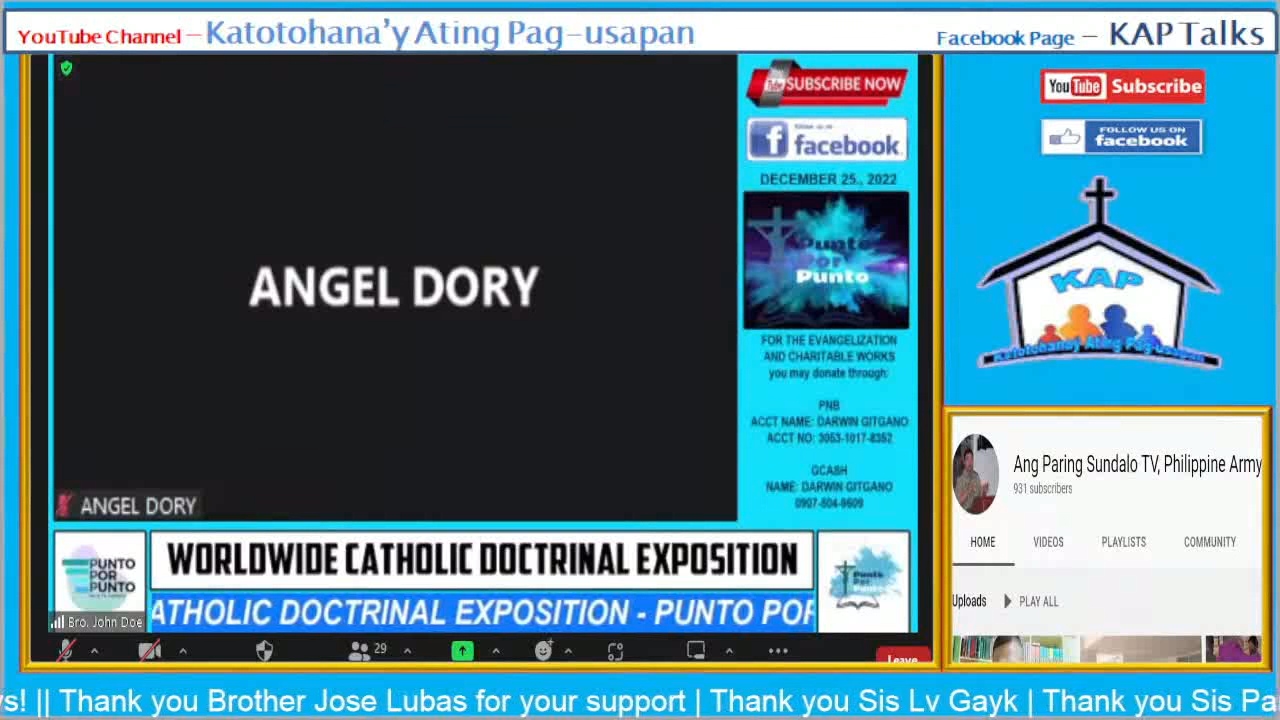 YouTube Channel – Katotohana'y Ating Pag-usapan
Facebook Page – KAP Talks
ANGEL DORY
ANGEL DORY
SUBSCRIBE NOW
facebook
DECEMBER 25., 2022
Punto
Por
Punto
FOR THE EVANGELIZATION
AND CHARITABLE WORKS
you may donate through:
PNB
ACCT NAME: DARWIN GITGANO
ACCT NO: 3053-1017-8352
GCASH
NAME: DARWIN GITGANO
0907-504-9609
YouTube Subscribe
FOLLOW US ON
facebook
KAP
Katotohanay Ating Pag-usapan
Ang Paring Sundalo TV, Philippine Army
931 subscribers
HOME
VIDEOS
PLAYLISTS
COMMUNITY
Uploads
PLAY ALL
PUNTO
POR
PUNTO
WORLDWIDE CATHOLIC DOCTRINAL EXPOSITION
ATHOLIC DOCTRINAL EXPOSITION - PUNTO POR
Punto
Por
Bro. John Doe
29
Leave
ys! || Thank you Brother Jose Lubas for your support | Thank you Sis Lv Gayk | Thank you Sis Pa